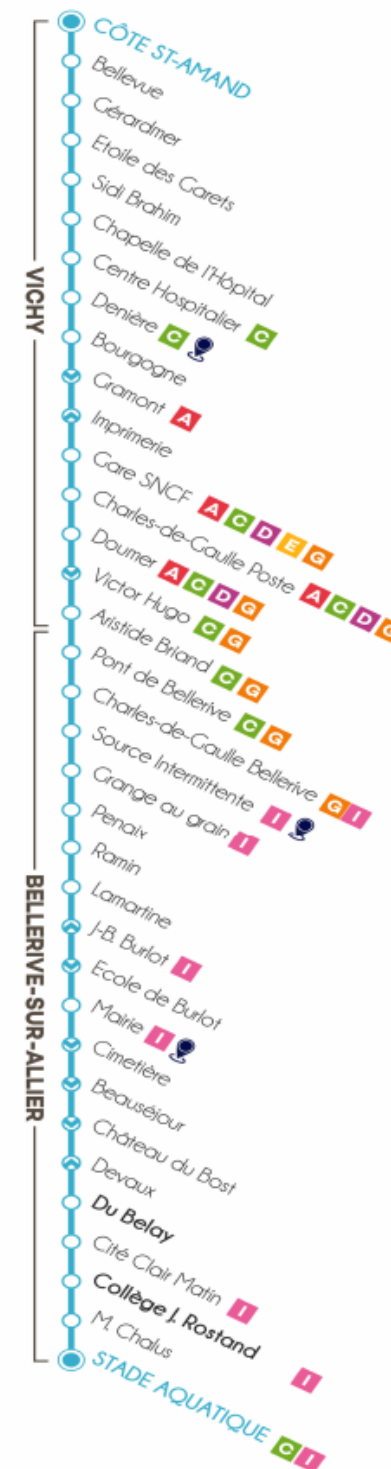 VICHY
CÔTE ST-AMAND
Bellevue
Gérardmer
Etoile des Garets
Sidi Brahim
Chapelle de l'Hôpital
Centre Hospitalier C
Denière C
Bourgogne
Gramont A
Imprimerie
Gare SNCF A C D E G
Charles-de-Gaulle Poste A C D G
Doumer A C D G
Victor Hugo C G
BELLERIVE-SUR-ALLIER
Aristide Briand C G
Pont de Bellerive C G
Charles-de-Gaulle Bellerive G I
Source Intermittente I
Grange au grain I
Penaix
Ramin
Lamartine
J-B. Burlot I
Ecole de Burlot
Mairie I
Cimetière
Beauséjour
Château du Bost
Devaux
Du Belay
Cité Clair Matin I
Collège J. Rostand I
M. Chalus
STADE AQUATIQUE C I